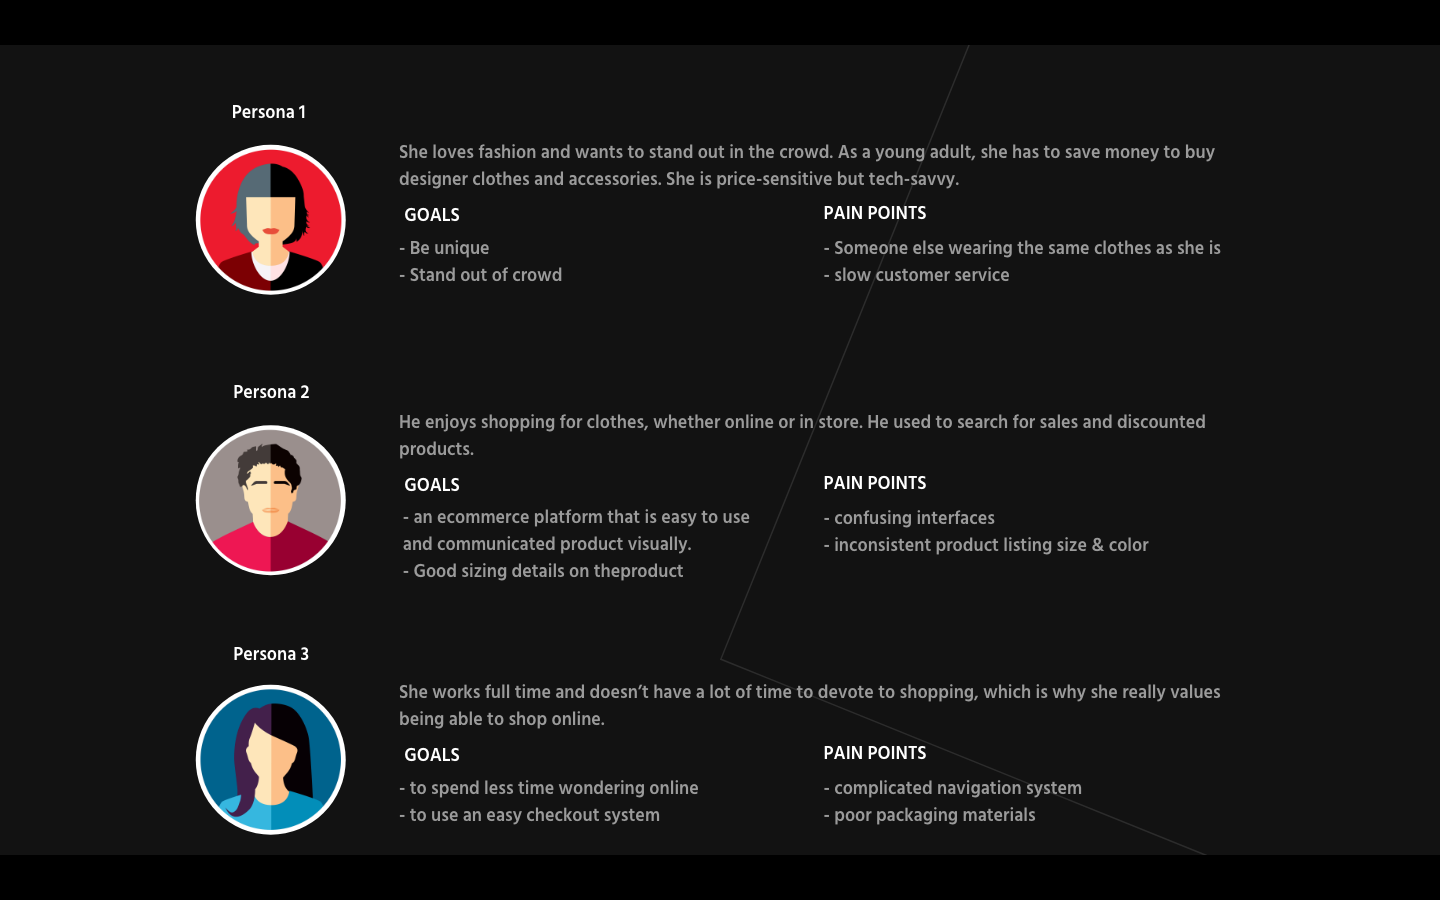 Persona 1
She loves fashion and wants to stand out in the crowd. As a young adult, she has to save money to buy
designer clothes and accessories. She is price-sensitive but tech-savvy.
GOALS
- Be unique
- Stand out of crowd
PAIN POINTS
- Someone else wearing the same clothes as she is
- slow customer service
Persona 2
He enjoys shopping for clothes, whether online or in store. He used to search for sales and discounted
products.
GOALS
- an ecommerce platform that is easy to use
and communicated product visually.
- Good sizing details on theproduct
PAIN POINTS
- confusing interfaces
- inconsistent product listing size & color
Persona 3
She works full time and doesn’t have a lot of time to devote to shopping, which is why she really values
being able to shop online.
GOALS
- to spend less time wondering online
- to use an easy checkout system
PAIN POINTS
- complicated navigation system
- poor packaging materials